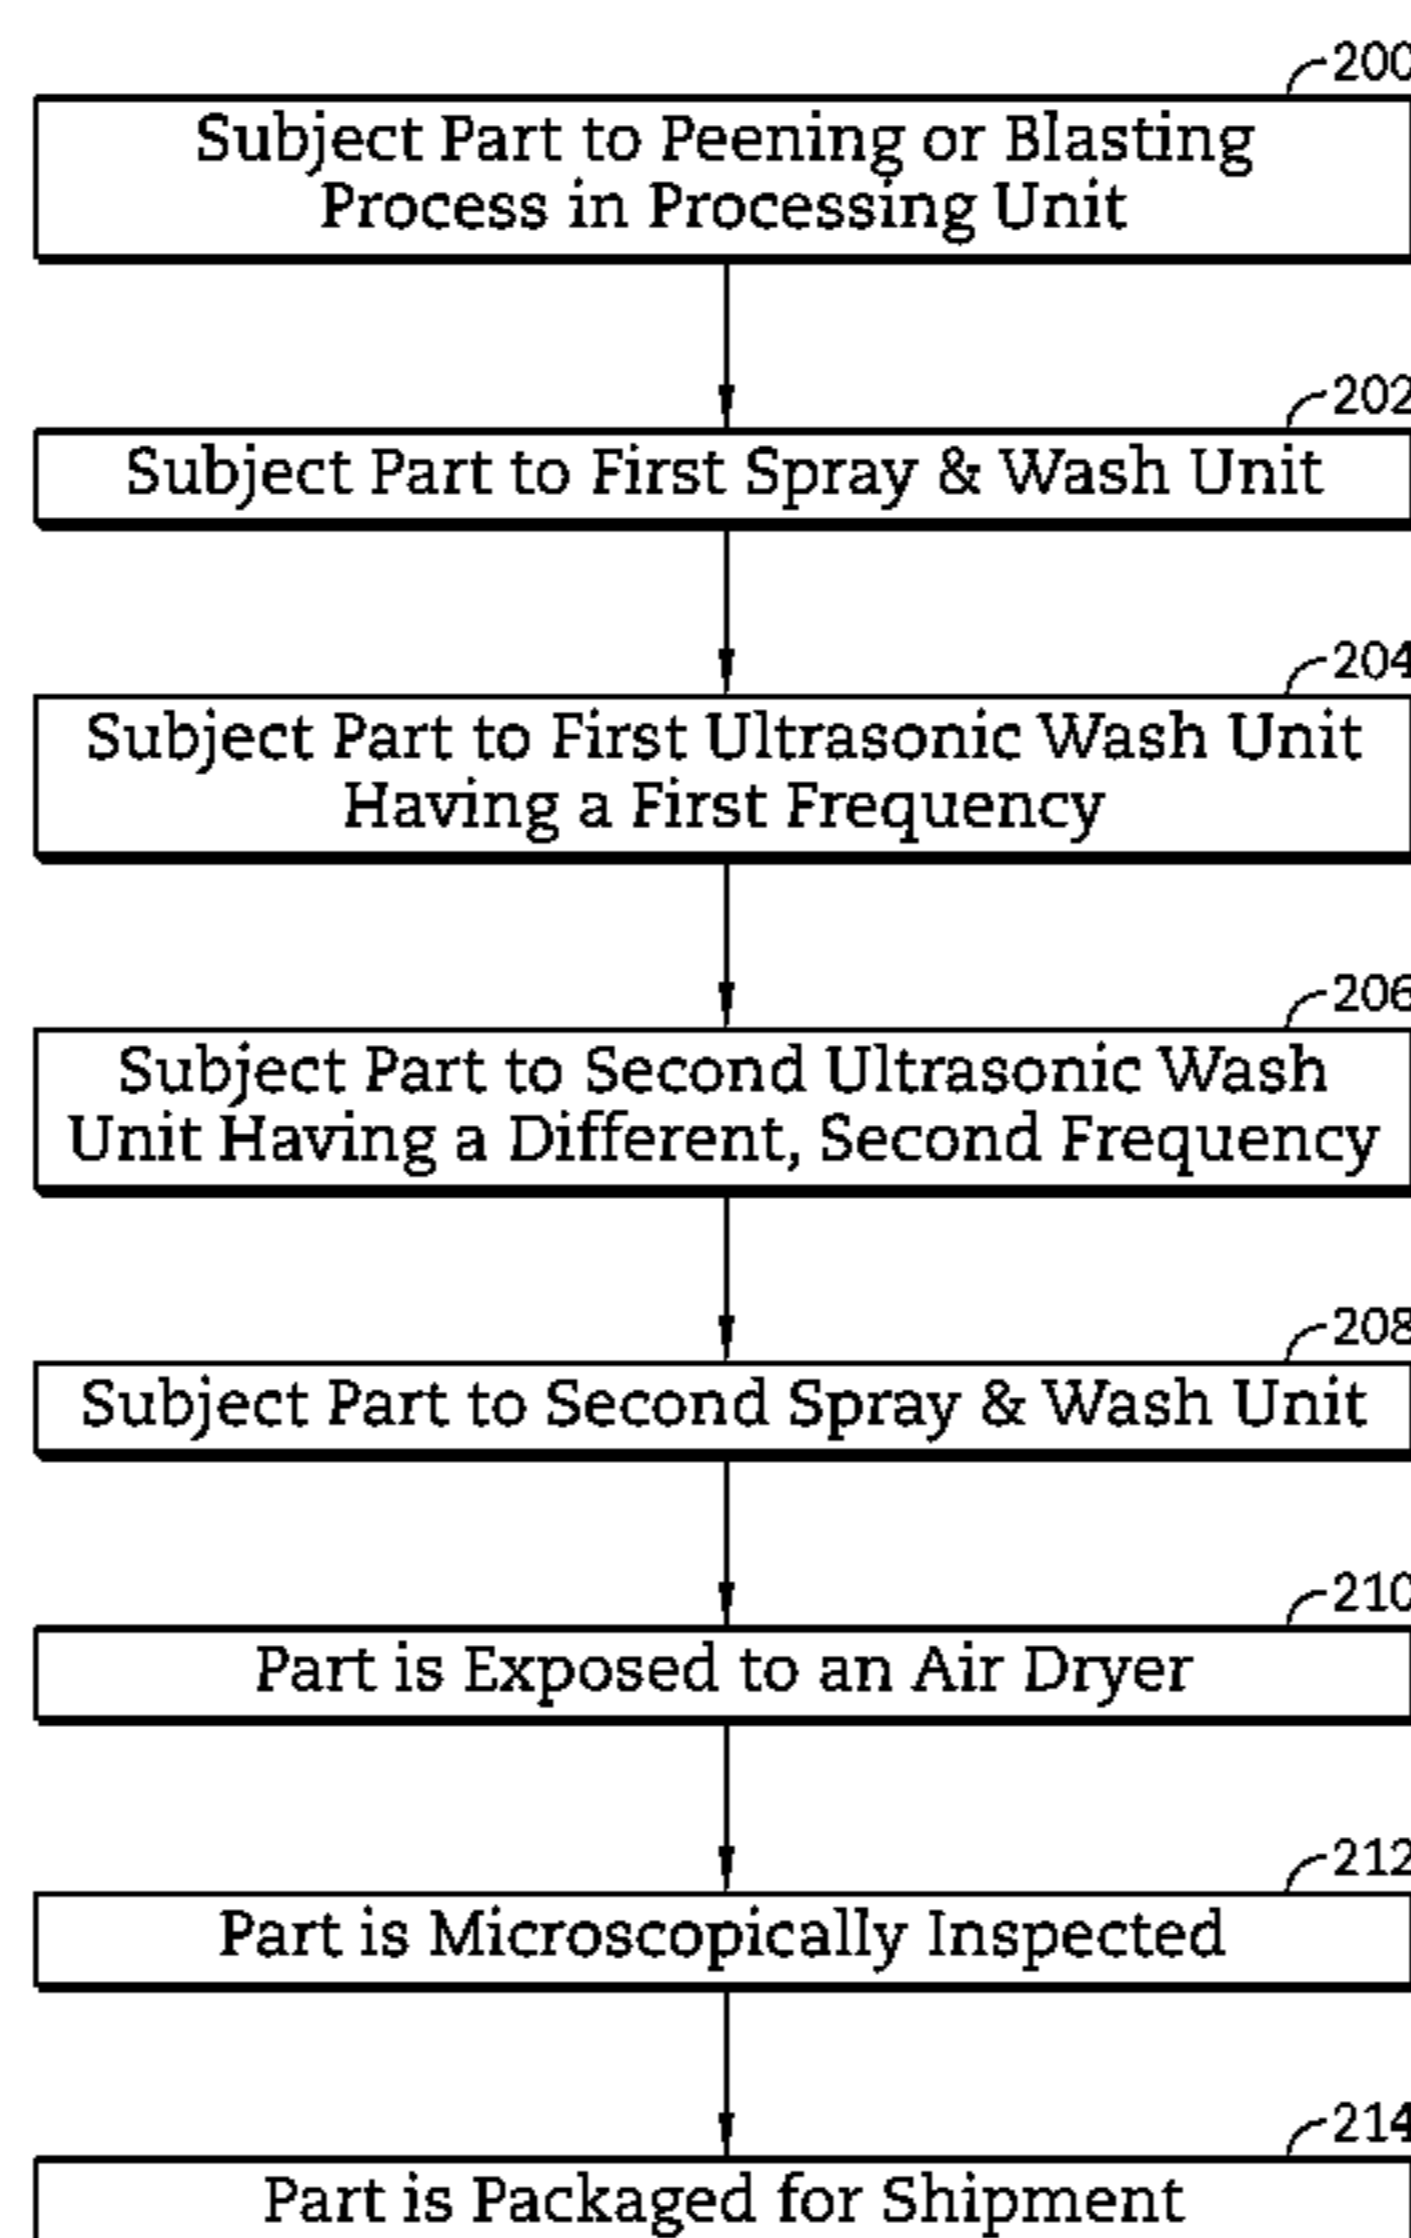 200
Subject Part to Peening or Blasting
Process in Processing Unit
202
Subject Part to First Spray & Wash Unit
204
Subject Part to First Ultrasonic Wash Unit
Having a First Frequency
206
Subject Part to Second Ultrasonic Wash
Unit Having a Different, Second Frequency
208
Subject Part to Second Spray & Wash Unit
210
Part is Exposed to an Air Dryer
212
Part is Microscopically Inspected
214
Part is Packaged for Shipment